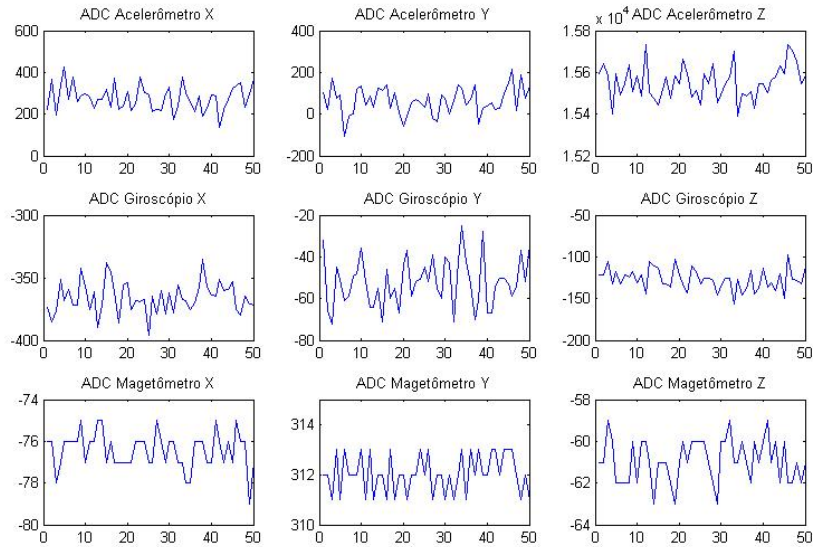 ADC Acelerômetro X
600
400
200
0
0 10 20 30 40 50
ADC Acelerômetro Y
400
200
0
-200
0 10 20 30 40 50
x 10^4 ADC Acelerômetro Z
1.58
1.56
1.54
1.52
0 10 20 30 40 50
ADC Giroscópio X
-300
-350
-400
0 10 20 30 40 50
ADC Giroscópio Y
-20
-40
-60
-80
0 10 20 30 40 50
ADC Giroscópio Z
-50
-100
-150
-200
0 10 20 30 40 50
ADC Magetômetro X
-74
-76
-78
-80
0 10 20 30 40 50
ADC Magetômetro Y
315
314
313
312
311
310
0 10 20 30 40 50
ADC Magetômetro Z
-58
-60
-62
-64
0 10 20 30 40 50